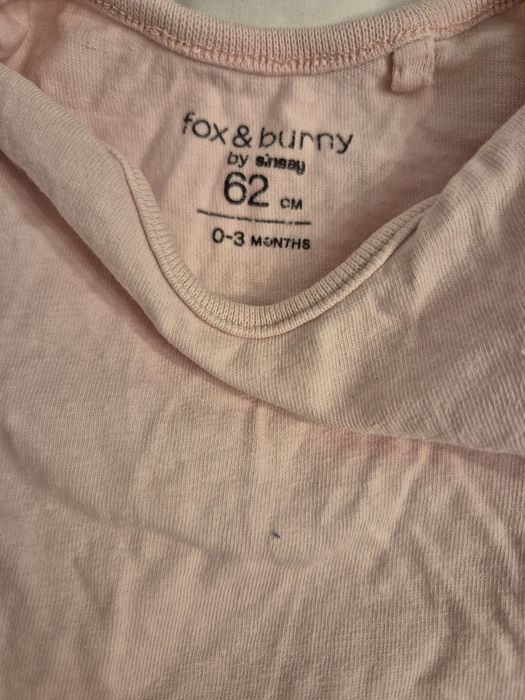 fox & bunny
by sinsay
62 CM
0-3 MONTHS